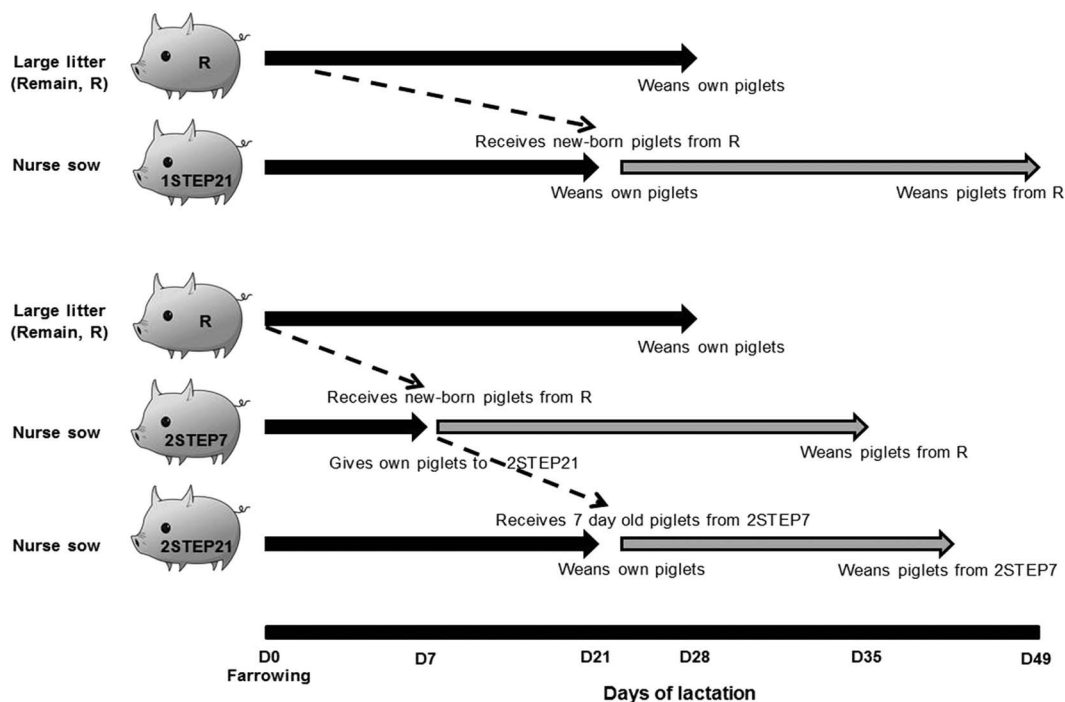 Large litter
(Remain, R)
R
Weans own piglets
Receives new-born piglets from R
Nurse sow
1STEP21
Weans own piglets
Weans piglets from R
Large litter
(Remain, R)
R
Weans own piglets
Receives new-born piglets from R
Nurse sow
2STEP7
Weans piglets from R
Gives own piglets to 2STEP21
Receives 7 day old piglets from 2STEP7
Nurse sow
2STEP21
Weans own piglets
Weans piglets from 2STEP7
D0 D7 D21 D28 D35 D49
Farrowing
Days of lactation